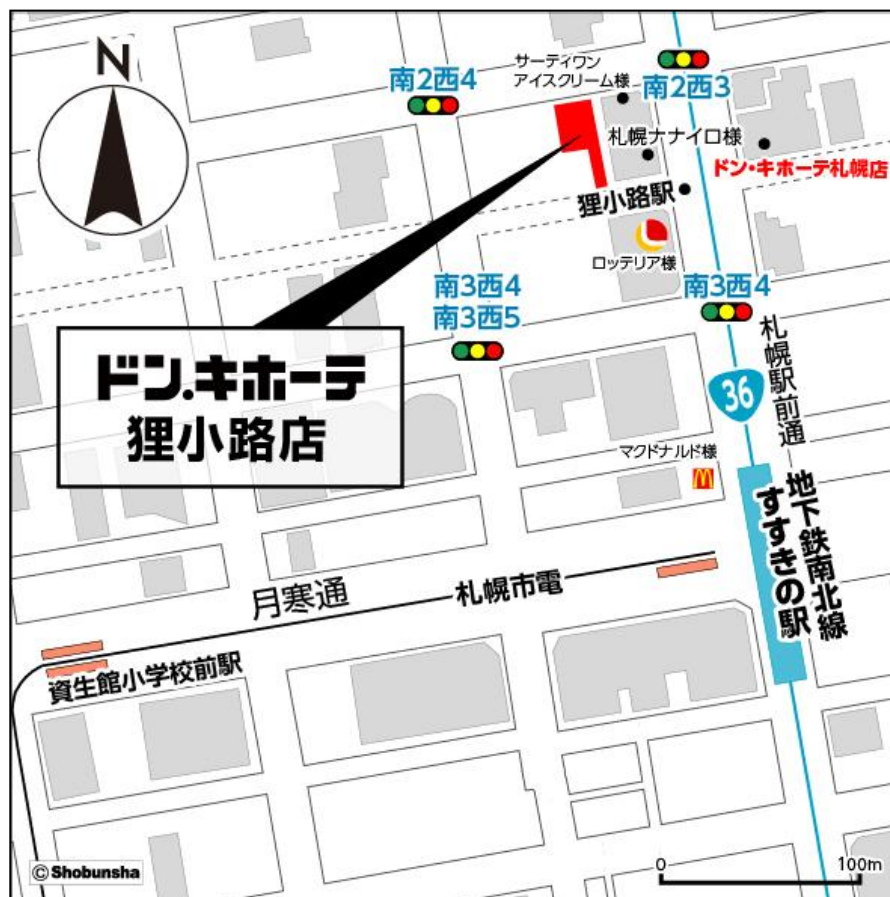 N
サーティワン
アイスクリーム様
南2西4
南2西3
札幌ナナイロ様
ドン・キホーテ札幌店
狸小路駅
ロッテリア様
南3西4
南3西5
南3西4
ドン.キホーテ
狸小路店
36
札幌駅前通
マクドナルド様
地下鉄南北線
すすきの駅
月寒通
札幌市電
資生館小学校前駅
© Shobunsha
0
100m